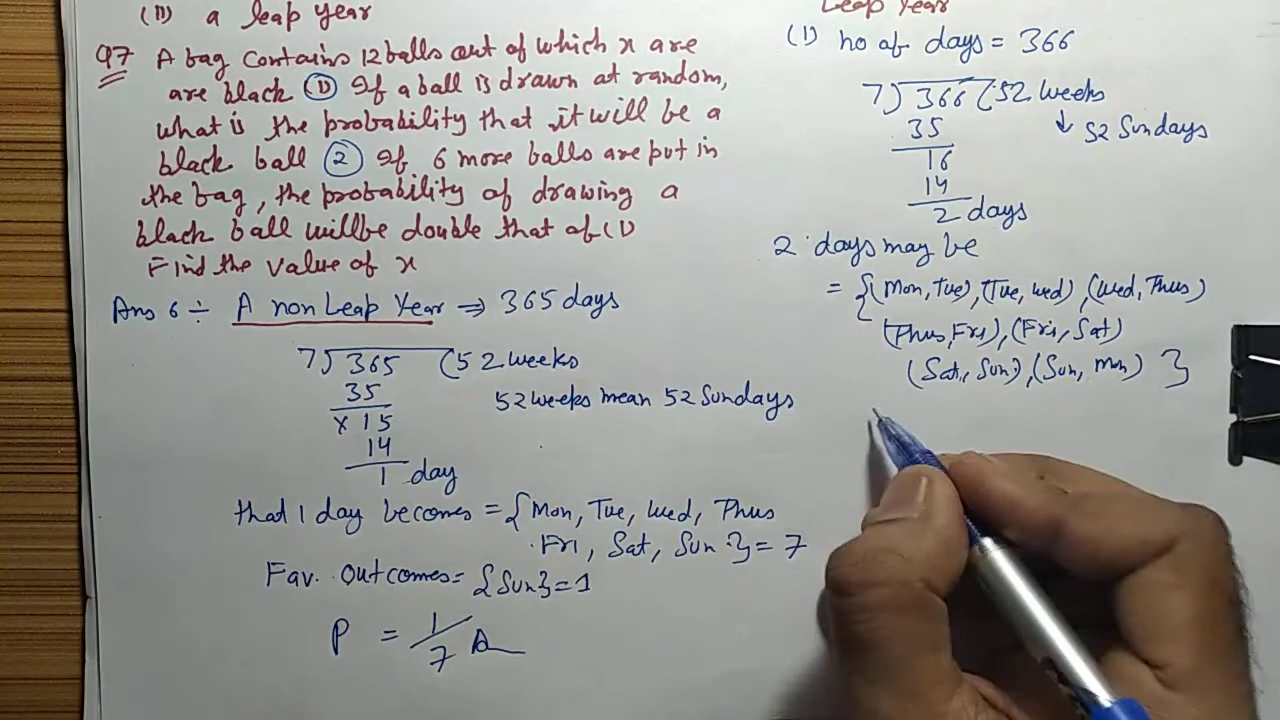 (II) a leap year
Q7 A bag contains 12 balls out of which x are
are black (1) If a ball is drawn at random,
what is the probability that it will be a
black ball (2) If 6 more balls are put in
the bag, the probability of drawing a
black ball will be double that of (1)
Find the value of x
Ans 6 ÷ A non Leap Year ⇒ 365 days
7) 365 (52 weeks
35
x 15
14
1 day
52 weeks mean 52 Sundays
that 1 day becomes = {Mon, Tue, Wed, Thus
Fri, Sat, Sun } = 7
Fav. Outcomes = {Sun} = 1
P = 1/7 A
Leap Year
(1) no of days = 366
7) 366 (52 weeks
↓ 52 Sundays
35
16
14
2 days
2 days may be
= {(Mon, Tue), (Tue, Wed), (Wed, Thus)
(Thus, Fri), (Fri, Sat)
(Sat, Sun), (Sun, Mon) }